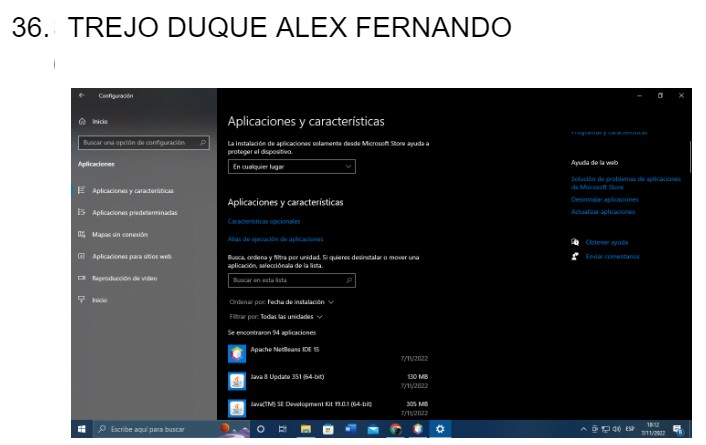 36. TREJO DUQUE ALEX FERNANDO
Configuración
Inicio
Buscar una opción de configuración
Aplicaciones
Aplicaciones y características
Aplicaciones predeterminadas
Mapas sin conexión
Aplicaciones para sitios web
Reproducción de vídeo
Inicio
Aplicaciones y características
La instalación de aplicaciones solamente desde Microsoft Store ayuda a
proteger el dispositivo.
En cualquier lugar
Aplicaciones y características
Características opcionales
Alias de ejecución de aplicaciones
Busca, ordena y filtra por unidad. Si quieres desinstalar o mover una
aplicación, selecciónala de la lista.
Buscar en esta lista
Ordenar por: Fecha de instalación
Filtrar por: Todas las unidades
Se encontraron 94 aplicaciones
Apache NetBeans IDE 15
7/11/2022
Java 8 Update 351 (64-bit) 130 MB
7/11/2022
Java(TM) SE Development Kit 19.0.1 (64-bit) 305 MB
7/11/2022
Programas y características
Ayuda de la web
Solución de problemas de aplicaciones
de Microsoft Store
Desinstalar aplicaciones
Actualizar aplicaciones
Obtener ayuda
Enviar comentarios
Escribe aquí para buscar
ESP
18:12
7/11/2022